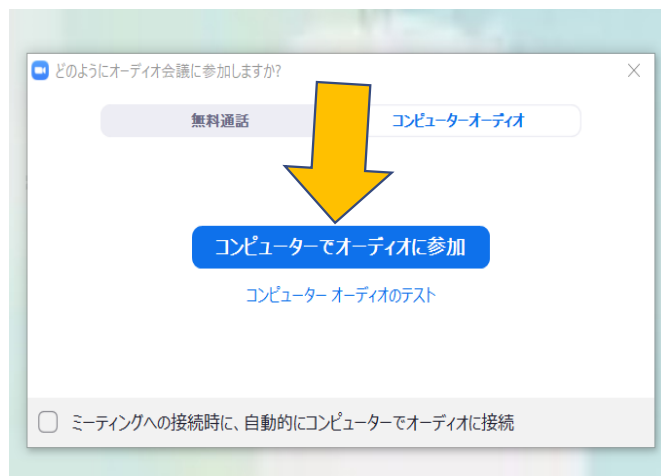 どのようにオーディオ会議に参加しますか?
無料通話
コンピューターオーディオ
コンピューターでオーディオに参加
コンピューター オーディオのテスト
ミーティングへの接続時に、自動的にコンピューターでオーディオに接続